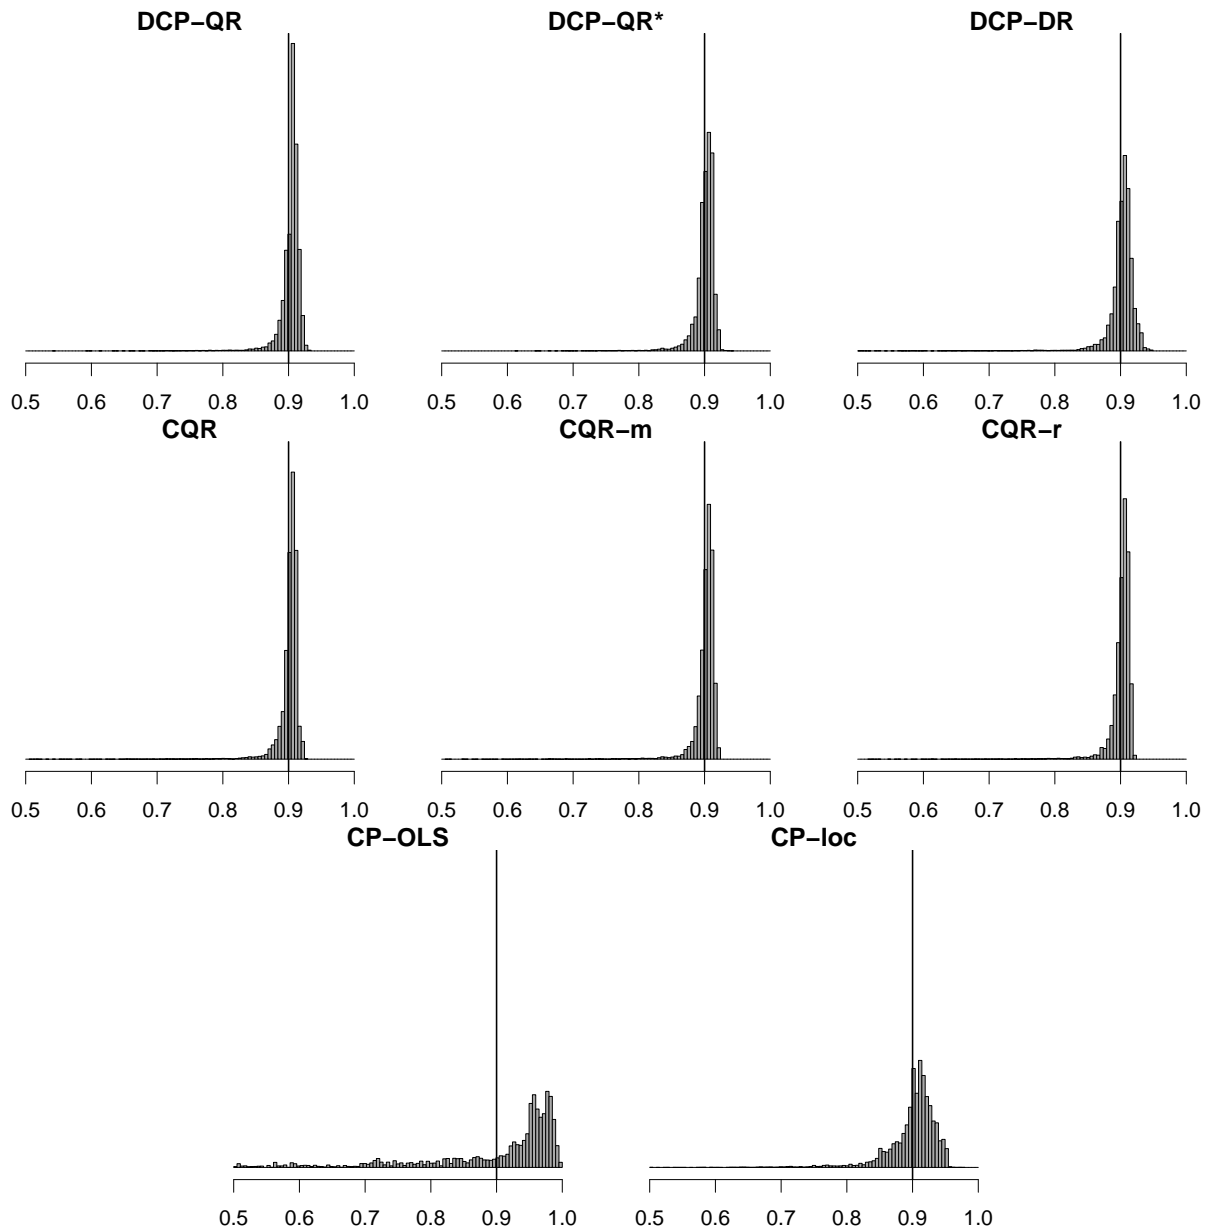 DCP−QR DCP−QR* DCP−DR
0.5 0.6 0.7 0.8 0.9 1.0 0.5 0.6 0.7 0.8 0.9 1.0 0.5 0.6 0.7 0.8 0.9 1.0
CQR CQR−m CQR−r
0.5 0.6 0.7 0.8 0.9 1.0 0.5 0.6 0.7 0.8 0.9 1.0 0.5 0.6 0.7 0.8 0.9 1.0
CP−OLS CP−loc
0.5 0.6 0.7 0.8 0.9 1.0 0.5 0.6 0.7 0.8 0.9 1.0